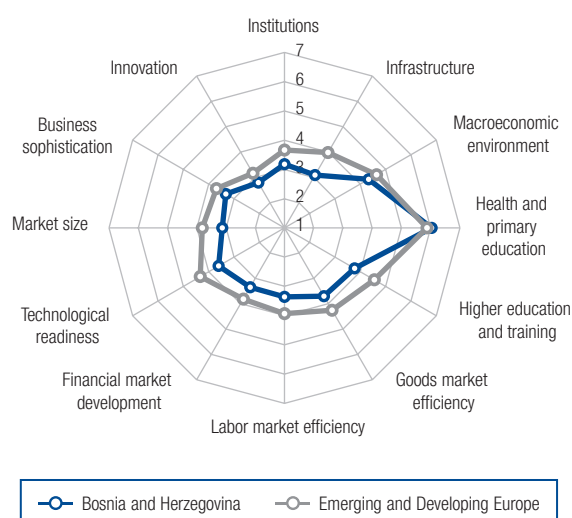 Institutions
7
6
5
4
3
2
1
Infrastructure
Macroeconomic
environment
Health and
primary
education
Higher education
and training
Goods market
efficiency
Labor market efficiency
Financial market
development
Technological
readiness
Market size
Business
sophistication
Innovation
Bosnia and Herzegovina
Emerging and Developing Europe